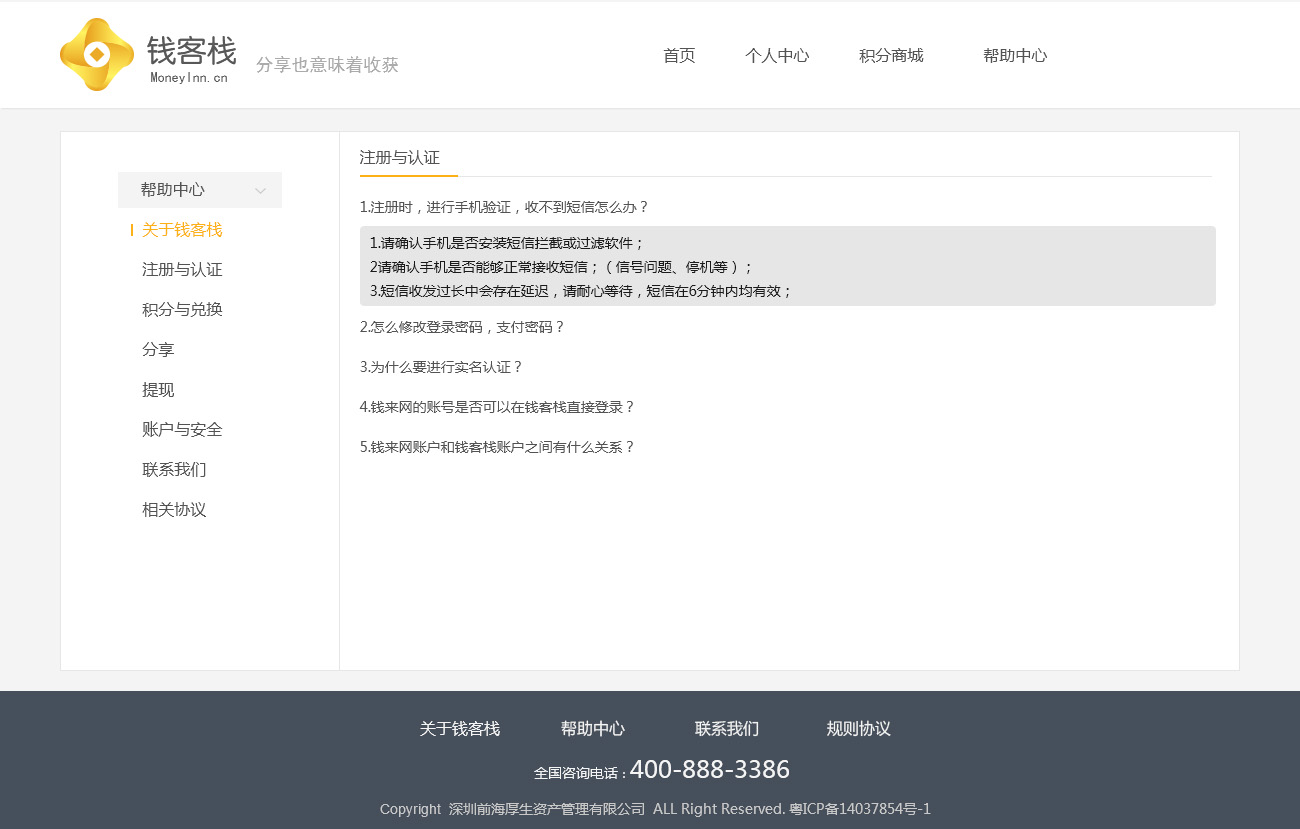 钱客栈
MoneyInn.cn
分享也意味着收获
首页 个人中心 积分商城 帮助中心
帮助中心
关于钱客栈
注册与认证
积分与兑换
分享
提现
账户与安全
联系我们
相关协议
注册与认证
1.注册时，进行手机验证，收不到短信怎么办？
1.请确认手机是否安装短信拦截或过滤软件；
2请确认手机是否能够正常接收短信；（信号问题、停机等）；
3.短信收发过长中会存在延迟，请耐心等待，短信在6分钟内均有效；
2.怎么修改登录密码，支付密码？
3.为什么要进行实名认证？
4.钱来网的账号是否可以在钱客栈直接登录？
5.钱来网账户和钱客栈账户之间有什么关系？
关于钱客栈 帮助中心 联系我们 规则协议
全国咨询电话：400-888-3386
Copyright 深圳前海厚生资产管理有限公司 ALL Right Reserved. 粤ICP备14037854号-1